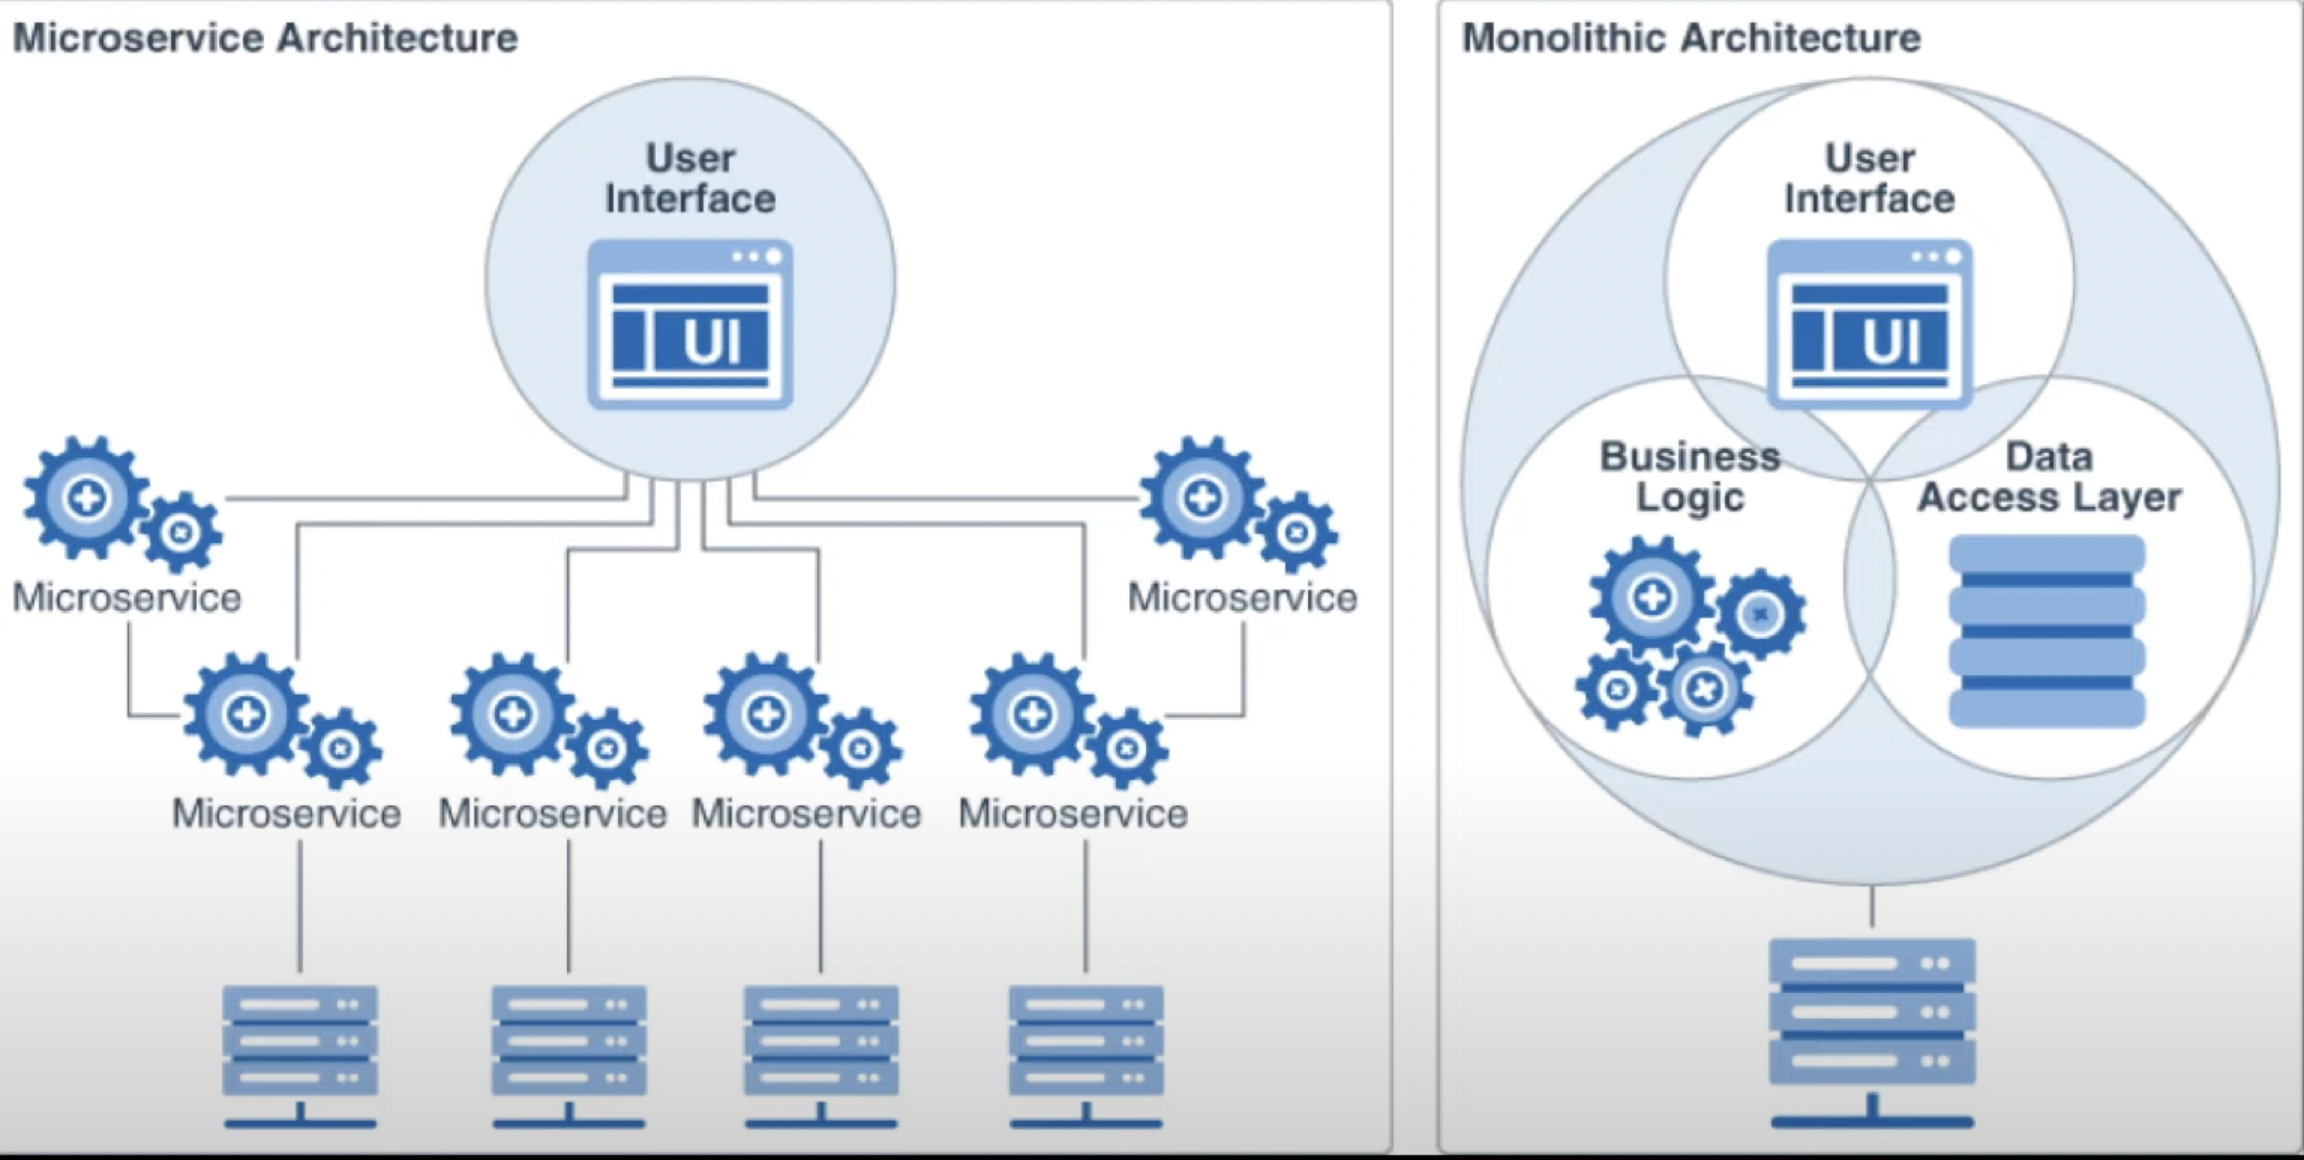 Microservice Architecture
User
Interface
UI
Microservice
Microservice
Microservice
Microservice
Microservice
Microservice
Monolithic Architecture
User
Interface
UI
Business
Logic
Data
Access Layer